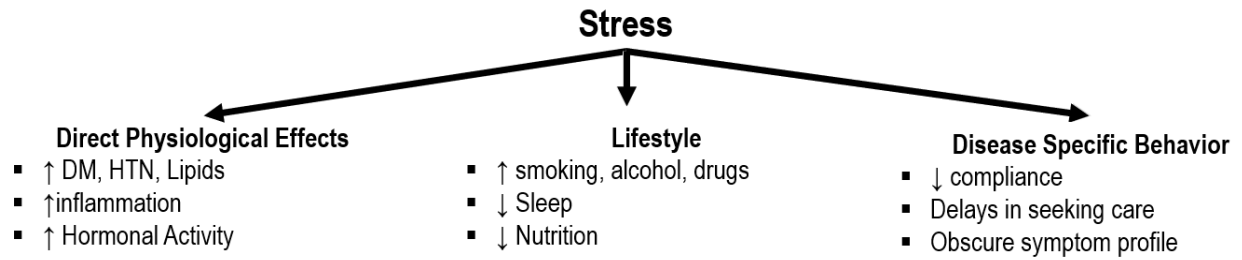 Stress
Direct Physiological Effects
▪ ↑ DM, HTN, Lipids
▪ ↑inflammation
▪ ↑ Hormonal Activity
Lifestyle
▪ ↑ smoking, alcohol, drugs
▪ ↓ Sleep
▪ ↓ Nutrition
Disease Specific Behavior
▪ ↓ compliance
▪ Delays in seeking care
▪ Obscure symptom profile